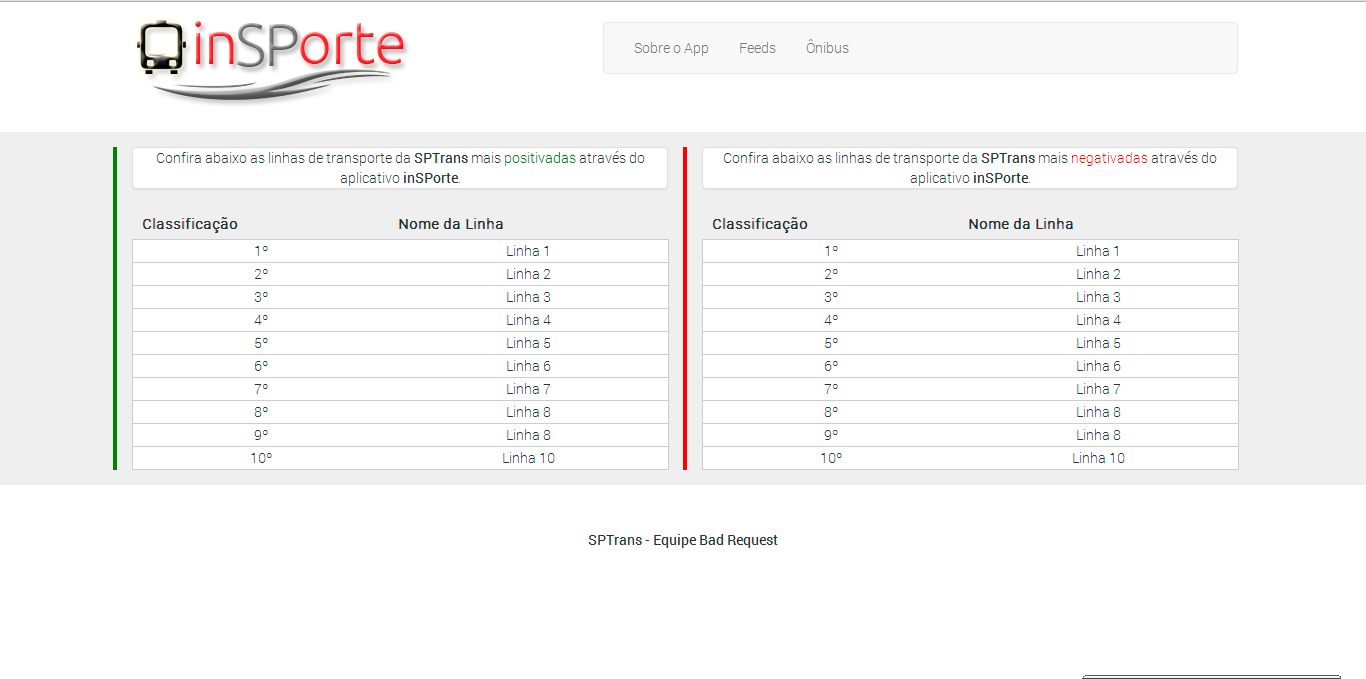 inSPorte
Sobre o App Feeds Ônibus
Confira abaixo as linhas de transporte da SPTrans mais positivadas através do
aplicativo inSPorte.
Classificação Nome da Linha
1º Linha 1
2º Linha 2
3º Linha 3
4º Linha 4
5º Linha 5
6º Linha 6
7º Linha 7
8º Linha 8
9º Linha 8
10º Linha 10
Confira abaixo as linhas de transporte da SPTrans mais negativadas através do
aplicativo inSPorte.
Classificação Nome da Linha
1º Linha 1
2º Linha 2
3º Linha 3
4º Linha 4
5º Linha 5
6º Linha 6
7º Linha 7
8º Linha 8
9º Linha 8
10º Linha 10
SPTrans - Equipe Bad Request